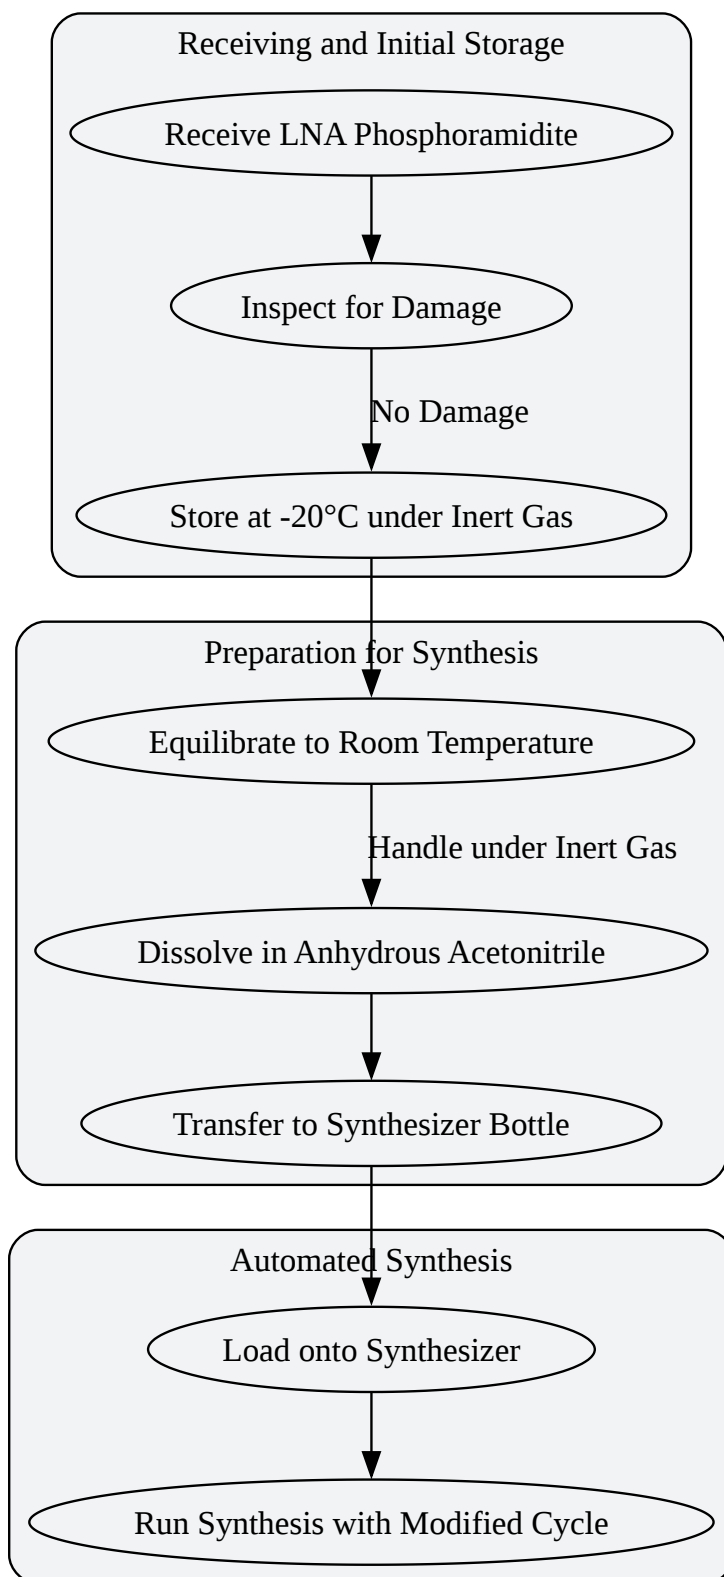 Receiving and Initial Storage
Receive LNA Phosphoramidite
Inspect for Damage
No Damage
Store at -20°C under Inert Gas
Preparation for Synthesis
Equilibrate to Room Temperature
Handle under Inert Gas
Dissolve in Anhydrous Acetonitrile
Transfer to Synthesizer Bottle
Automated Synthesis
Load onto Synthesizer
Run Synthesis with Modified Cycle